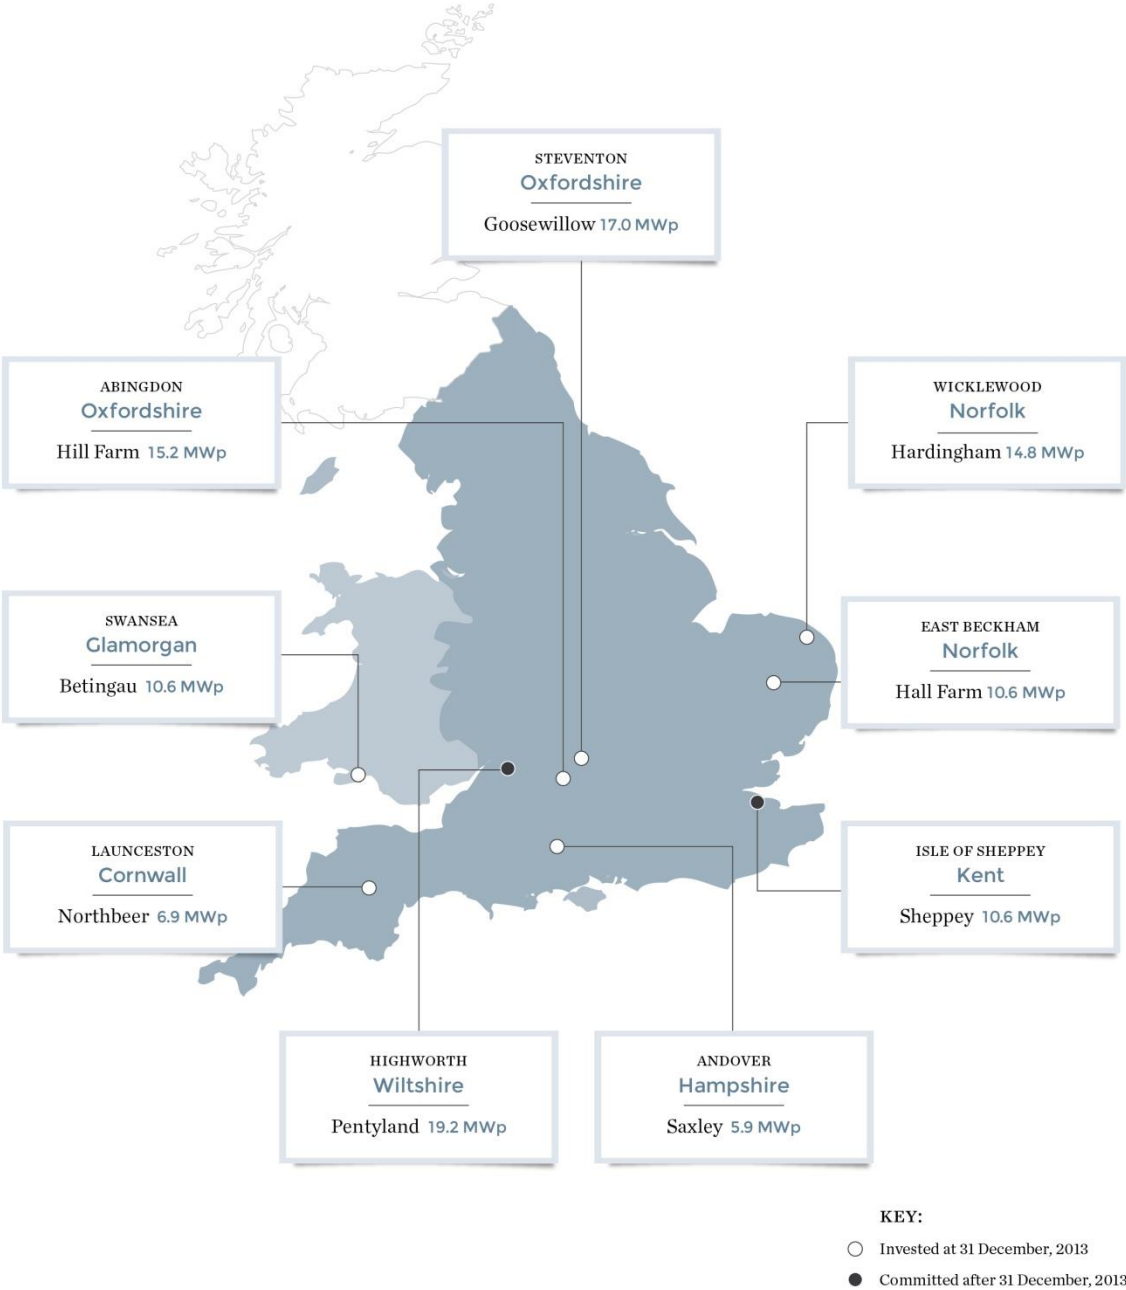 STEVENTON
Oxfordshire
Goosewillow 17.0 MWp
ABINGDON
Oxfordshire
Hill Farm 15.2 MWp
WICKLEWOOD
Norfolk
Hardingham 14.8 MWp
SWANSEA
Glamorgan
Betingau 10.6 MWp
EAST BECKHAM
Norfolk
Hall Farm 10.6 MWp
LAUNCESTON
Cornwall
Northbeer 6.9 MWp
ISLE OF SHEPPEY
Kent
Sheppey 10.6 MWp
HIGHWORTH
Wiltshire
Pentyland 19.2 MWp
ANDOVER
Hampshire
Saxley 5.9 MWp
KEY:
Invested at 31 December, 2013
Committed after 31 December, 2013